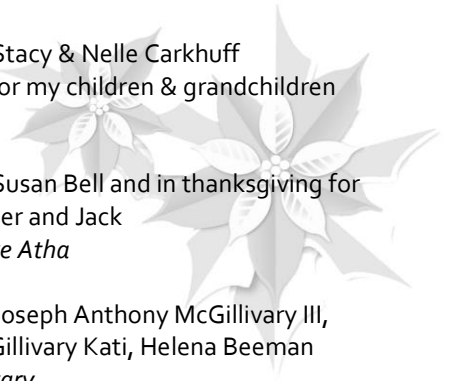 Stacy & Nelle Carkhuff
or my children & grandchildren
Susan Bell and in thanksgiving for
er and Jack
e Atha
Joseph Anthony McGillivary III,
Gillivary Kati, Helena Beeman